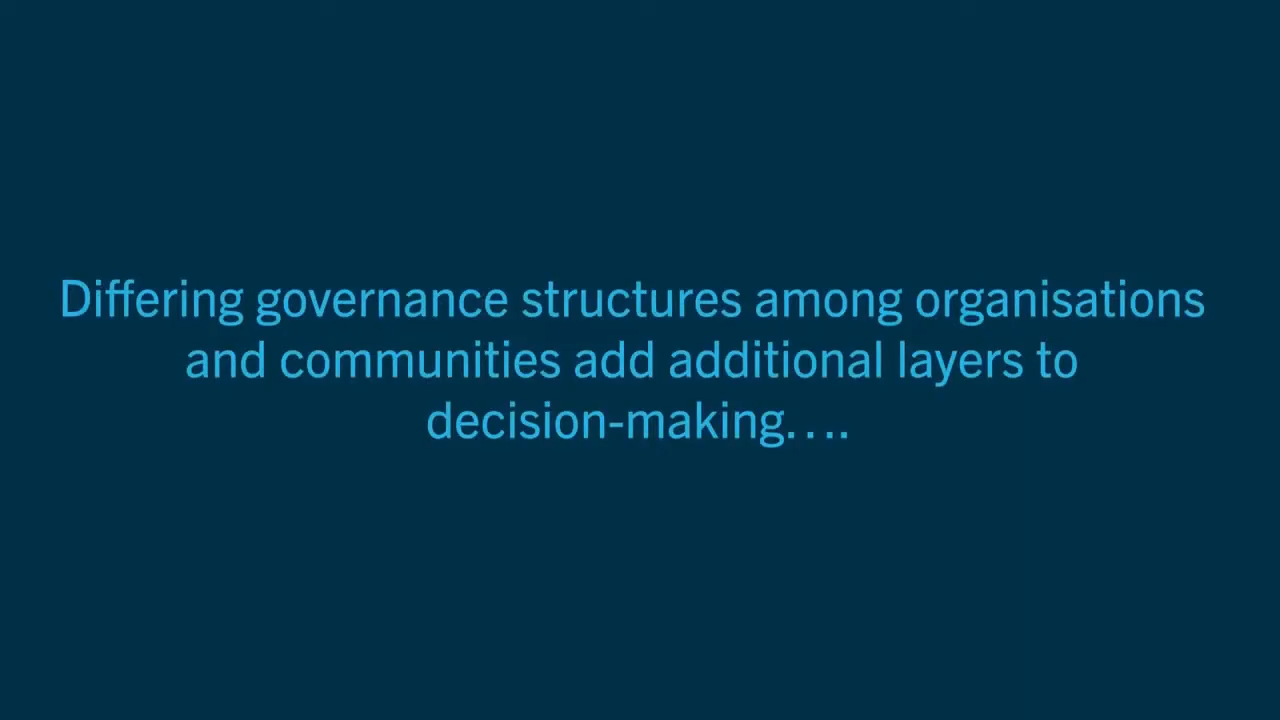 Differing governance structures among organisations
and communities add additional layers to
decision-making….